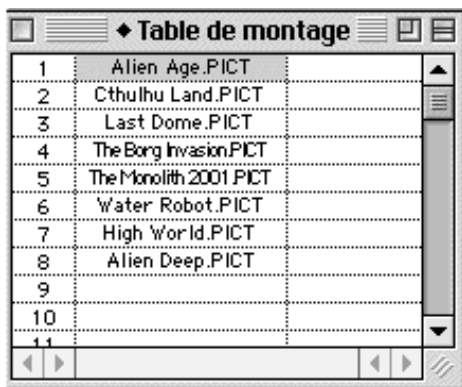 ◆ Table de montage
1 Alien Age.PICT
2 Cthulhu Land.PICT
3 Last Dome.PICT
4 The Borg Invasion.PICT
5 The Monolith 2001.PICT
6 Water Robot.PICT
7 High World.PICT
8 Alien Deep.PICT
9
10
11